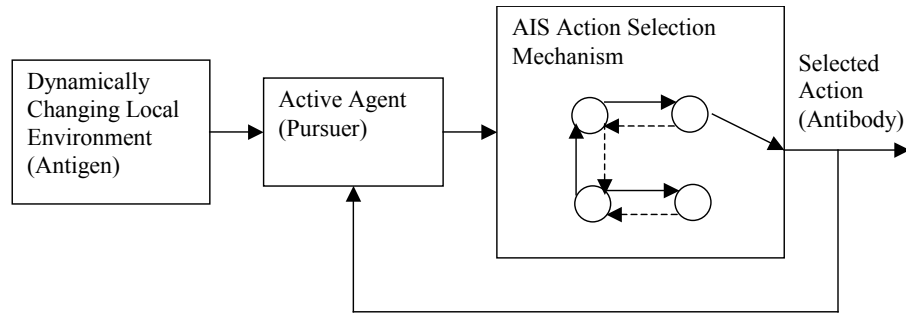 Dynamically
Changing Local
Environment
(Antigen)
Active Agent
(Pursuer)
AIS Action Selection
Mechanism
Selected
Action
(Antibody)